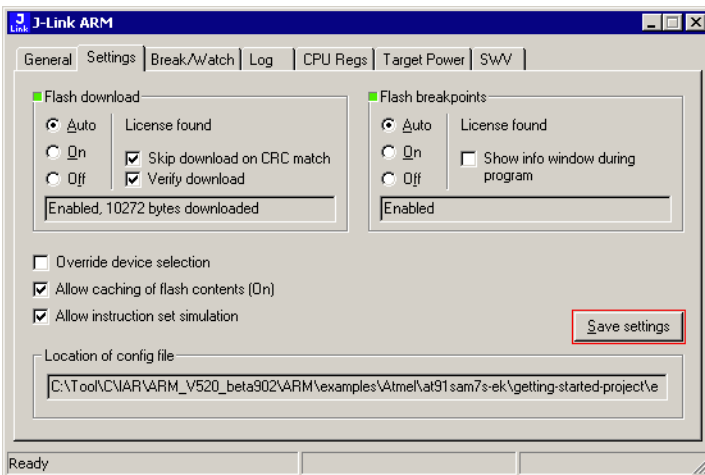 J Link J-Link ARM
General Settings Break/Watch Log CPU Regs Target Power SWV
Flash download
Auto License found
On Skip download on CRC match
Off Verify download
Enabled, 10272 bytes downloaded
Flash breakpoints
Auto License found
On Show info window during
Off program
Enabled
Override device selection
Allow caching of flash contents (On)
Allow instruction set simulation
Save settings
Location of config file
C:\Tool\C\IAR\ARM_V520_beta902\ARM\examples\Atmel\at91sam7s-ek\getting-started-project\e
Ready